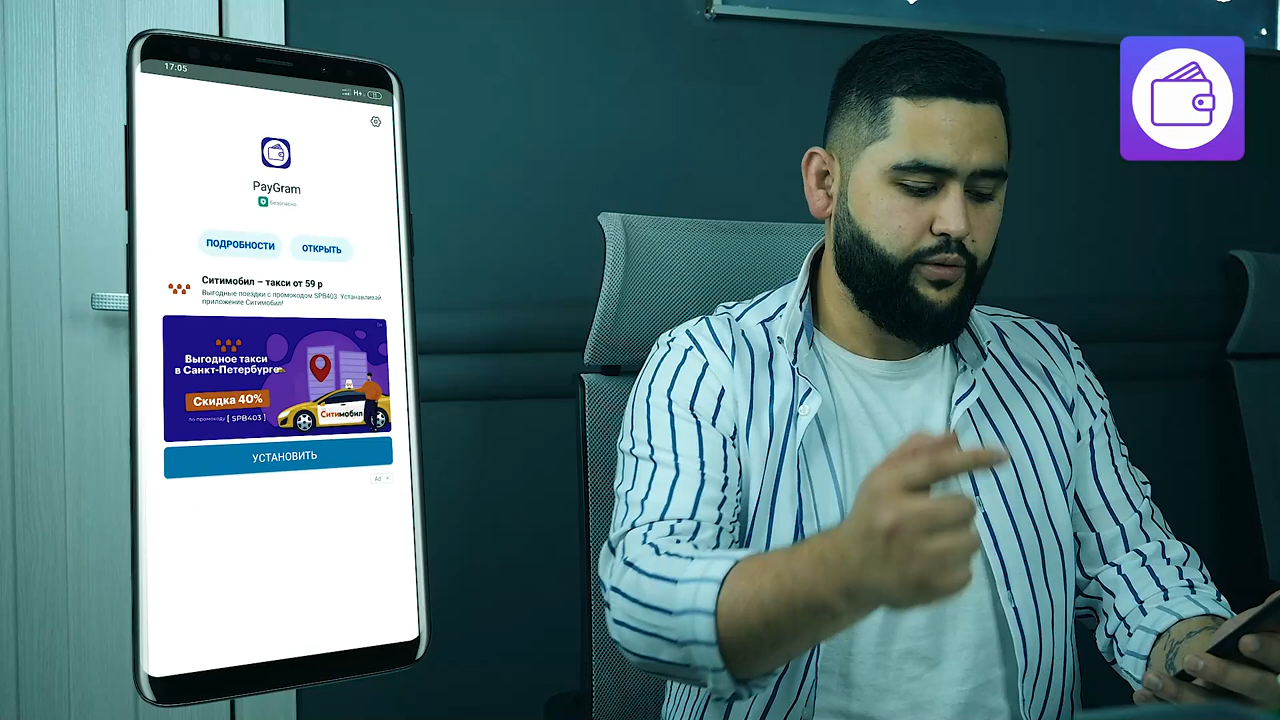 17:05
H+
PayGram
Безопасно
ПОДРОБНОСТИ
ОТКРЫТЬ
Ситимобил – такси от 59 р
Выгодные поездки с промокодом SPB403. Устанавливай
приложение Ситимобил!
0+
Выгодное такси
в Санкт-Петербурге
Скидка 40%
по промокоду [ SPB403 ]
Ситимобил
УСТАНОВИТЬ
Ad